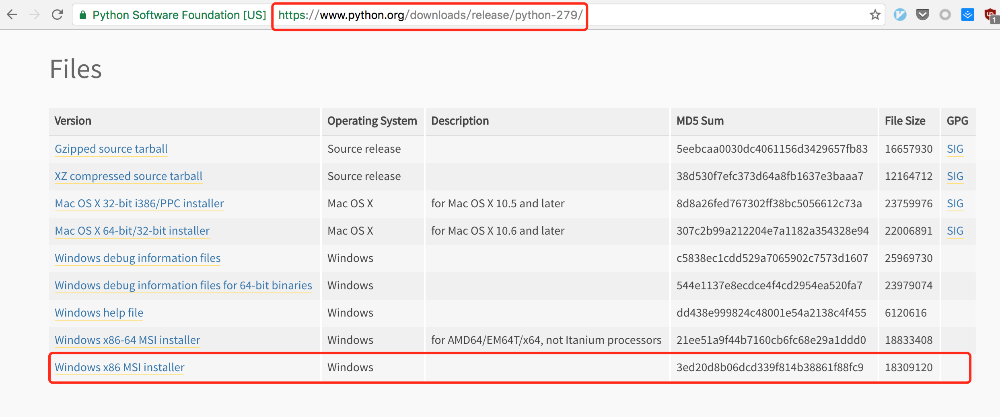 Python Software Foundation [US] https://www.python.org/downloads/release/python-279/ 1
Files
Version Operating System Description MD5 Sum File Size GPG
Gzipped source tarball Source release 5eebcaa0030dc4061156d3429657fb83 16657930 SIG
XZ compressed source tarball Source release 38d530f7efc373d64a8fb1637e3baaa7 12164712 SIG
Mac OS X 32-bit i386/PPC installer Mac OS X for Mac OS X 10.5 and later 8d8a26fed767302ff38bc5056612c73a 23759976 SIG
Mac OS X 64-bit/32-bit installer Mac OS X for Mac OS X 10.6 and later 307c2b99a212204e7a1182a354328e94 22006891 SIG
Windows debug information files Windows c5838ec1cdd529a7065902c7573d1607 25969730
Windows debug information files for 64-bit binaries Windows 544e1137e8ecdce4f4cd2954ea520fa7 23979074
Windows help file Windows dd438e999824c48001e54a2138c4f455 6120616
Windows x86-64 MSI installer Windows for AMD64/EM64T/x64, not Itanium processors 21ee51a9f44b7160cb6fc68e29a1ddd0 18833408
Windows x86 MSI installer Windows 3ed20d8b06dcd339f814b38861f88fc9 18309120